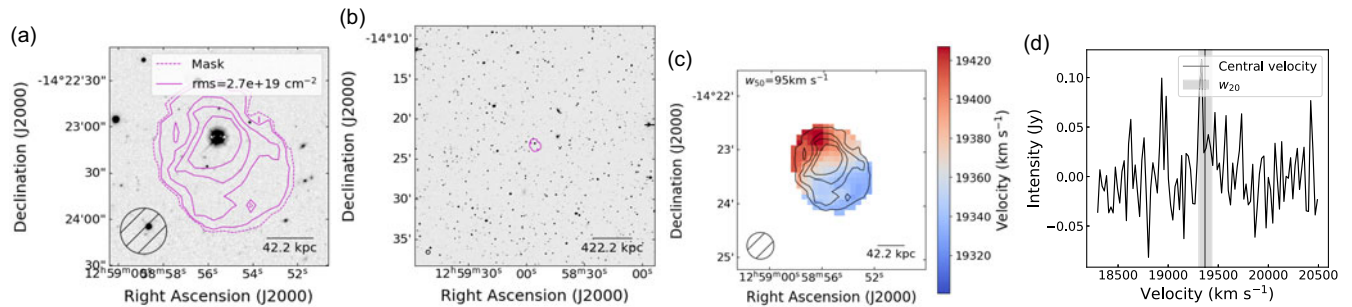 (a)
Mask
rms=2.7e+19 cm⁻²
-14°22'30"
23'00"
24'00"
30"
42.2 kpc
12ʰ59ᵐ00ˢ58ˢ 56ˢ 54ˢ 52ˢ
Declination (J2000)
Right Ascension (J2000)
(b)
-14°10'
15'
20'
25'
30'
35'
422.2 kpc
12ʰ59ᵐ30ˢ 00ˢ 58ᵐ30ˢ 00ˢ
Declination (J2000)
Right Ascension (J2000)
(c)
w₅₀=95km s⁻¹
-14°22'
23'
24'
25'
42.2 kpc
12ʰ59ᵐ00ˢ 56ˢ 52ˢ
Declination (J2000)
Right Ascension (J2000)
19420
19400
19380
19360
19340
19320
Velocity (km s⁻¹)
(d)
Central velocity
w₂₀
0.10
0.05
0.00
−0.05
Intensity (Jy)
18500 19000 19500 20000 20500
Velocity (km s⁻¹)